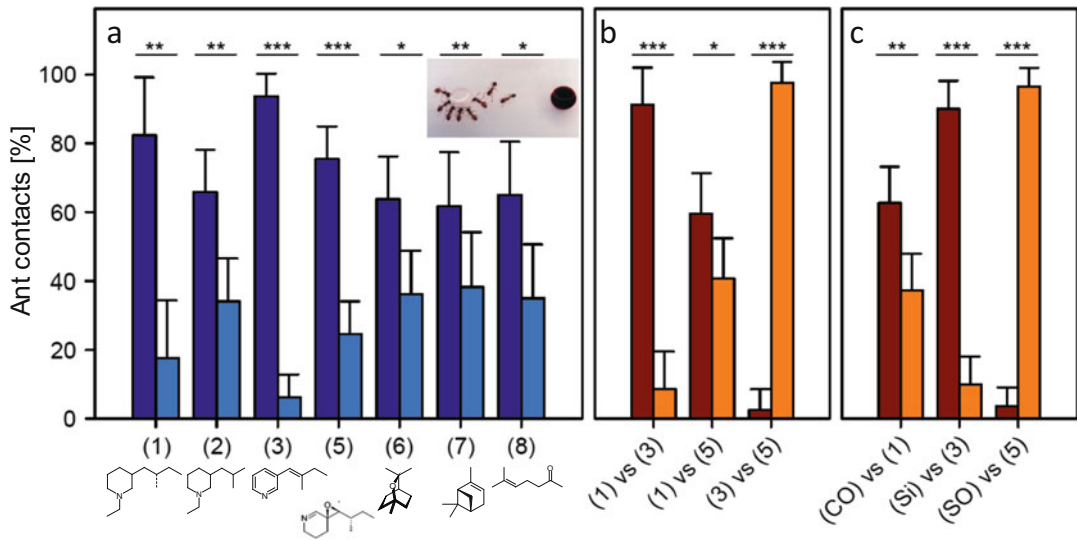 a
b
c
** ** *** *** * ** *
*** * ***
** *** ***
Ant contacts [%]
100
80
60
40
20
0
(1) (2) (3) (5) (6) (7) (8)
(1) vs (3)
(1) vs (5)
(3) vs (5)
(CO) vs (1)
(Si) vs (3)
(SO) vs (5)
N
N
N
N
O
O
O